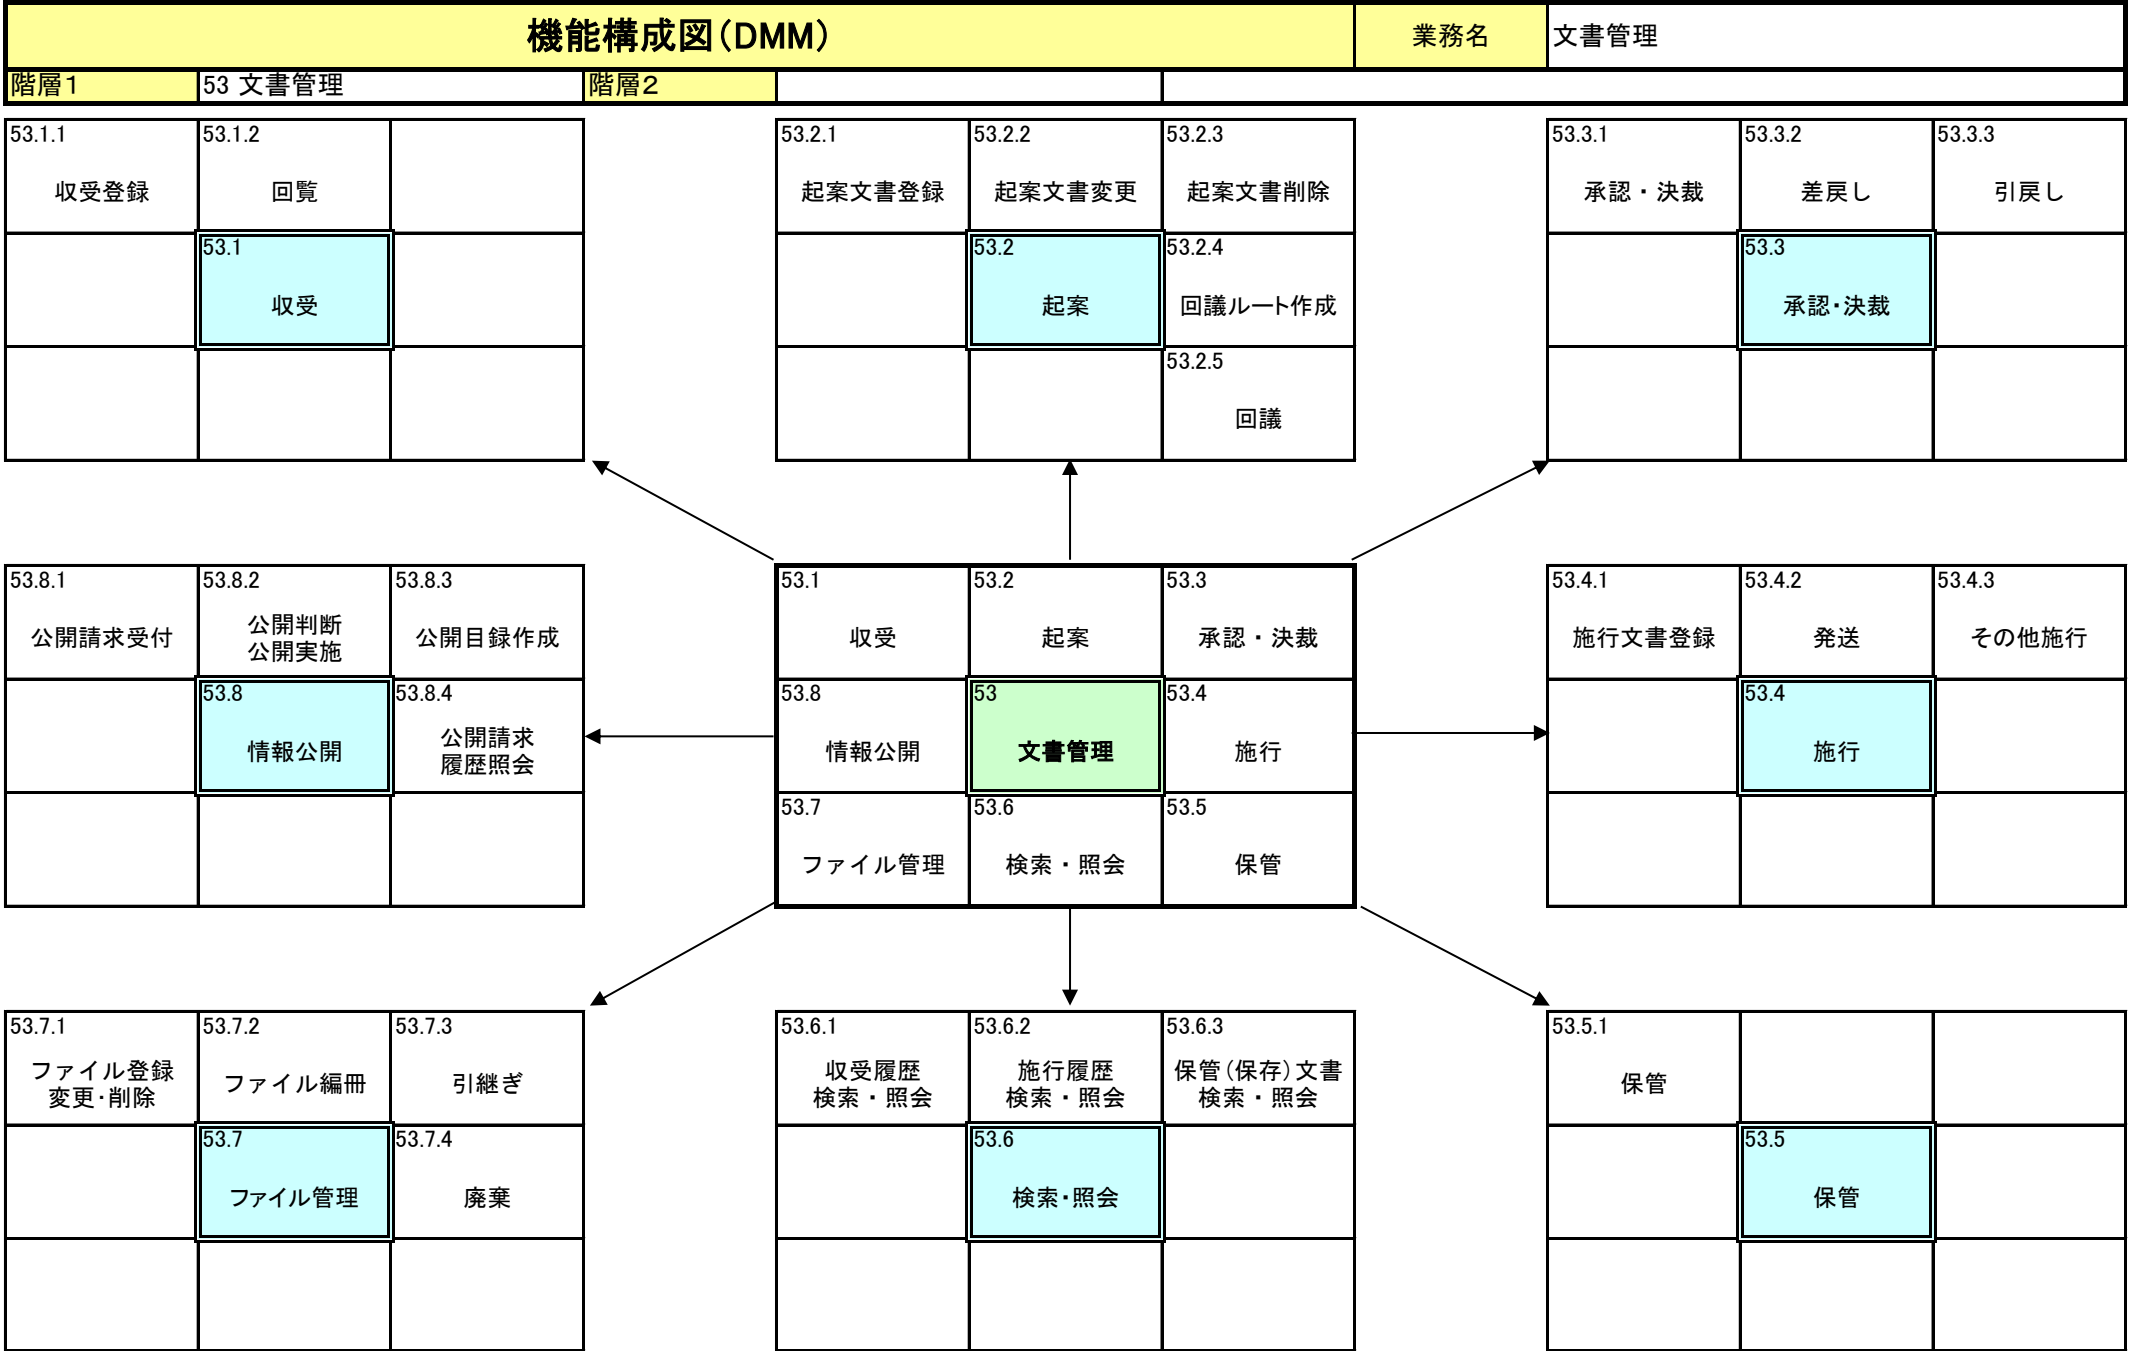 機能構成図(DMM)
業務名
文書管理
階層1
53 文書管理
階層2
53.1.1
収受登録
53.1.2
回覧
53.1
収受
53.2.1
起案文書登録
53.2.2
起案文書変更
53.2.3
起案文書削除
53.2
起案
53.2.4
回議ルート作成
53.2.5
回議
53.3.1
承認・決裁
53.3.2
差戻し
53.3.3
引戻し
53.3
承認・決裁
53.8.1
公開請求受付
53.8.2
公開判断
公開実施
53.8.3
公開目録作成
53.8
情報公開
53.8.4
公開請求
履歴照会
53.1
収受
53.2
起案
53.3
承認・決裁
53.8
情報公開
53
文書管理
53.4
施行
53.7
ファイル管理
53.6
検索・照会
53.5
保管
53.4.1
施行文書登録
53.4.2
発送
53.4.3
その他施行
53.4
施行
53.7.1
ファイル登録
変更・削除
53.7.2
ファイル編冊
53.7.3
引継ぎ
53.7
ファイル管理
53.7.4
廃棄
53.6.1
収受履歴
検索・照会
53.6.2
施行履歴
検索・照会
53.6.3
保管(保存)文書
検索・照会
53.6
検索・照会
53.5.1
保管
53.5
保管